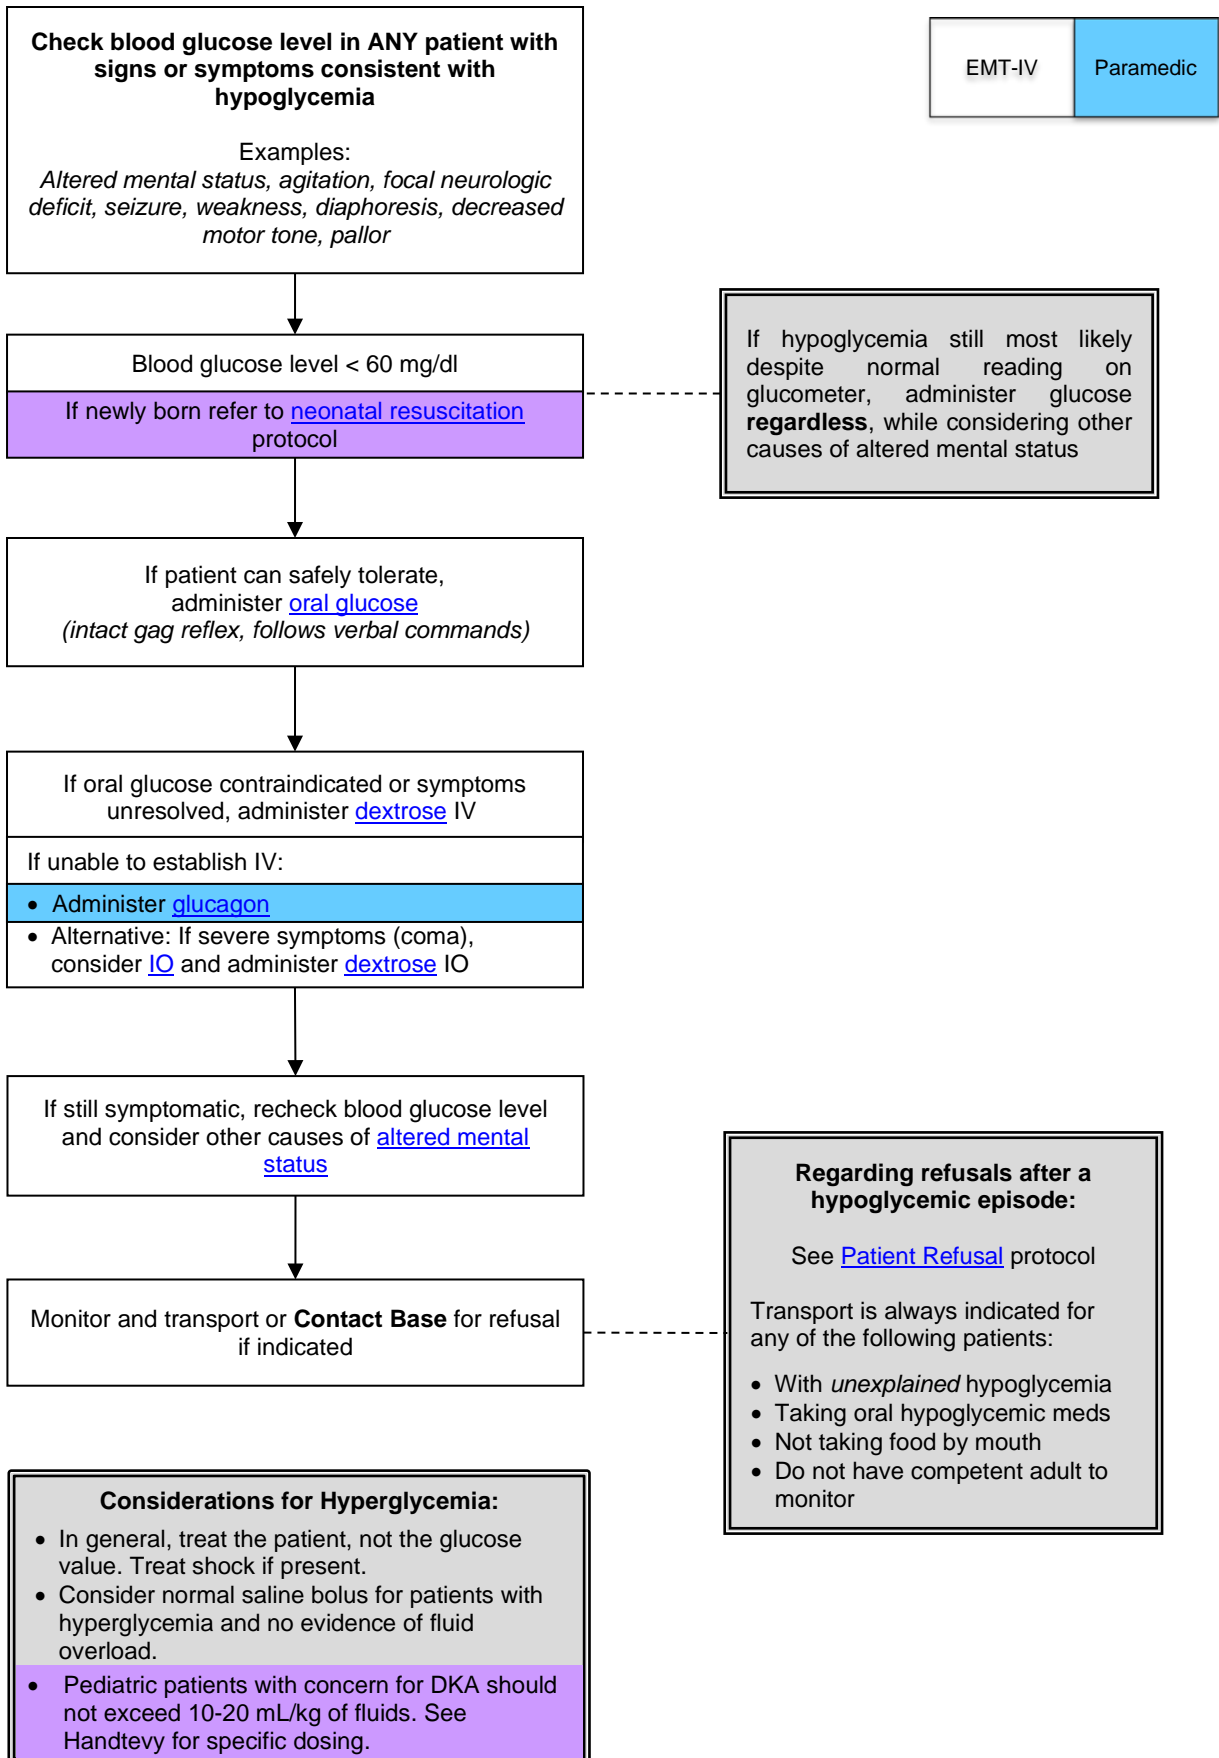 Check blood glucose level in ANY patient with
signs or symptoms consistent with
hypoglycemia
Examples:
Altered mental status, agitation, focal neurologic
deficit, seizure, weakness, diaphoresis, decreased
motor tone, pallor
EMT-IV
Paramedic
Blood glucose level < 60 mg/dl
If newly born refer to neonatal resuscitation
protocol
If hypoglycemia still most likely
despite normal reading on
glucometer, administer glucose
regardless, while considering other
causes of altered mental status
If patient can safely tolerate,
administer oral glucose
(intact gag reflex, follows verbal commands)
If oral glucose contraindicated or symptoms
unresolved, administer dextrose IV
If unable to establish IV:
• Administer glucagon
• Alternative: If severe symptoms (coma),
consider IO and administer dextrose IO
If still symptomatic, recheck blood glucose level
and consider other causes of altered mental
status
Monitor and transport or Contact Base for refusal
if indicated
Regarding refusals after a
hypoglycemic episode:
See Patient Refusal protocol
Transport is always indicated for
any of the following patients:
• With unexplained hypoglycemia
• Taking oral hypoglycemic meds
• Not taking food by mouth
• Do not have competent adult to
monitor
Considerations for Hyperglycemia:
• In general, treat the patient, not the glucose
value. Treat shock if present.
• Consider normal saline bolus for patients with
hyperglycemia and no evidence of fluid
overload.
• Pediatric patients with concern for DKA should
not exceed 10-20 mL/kg of fluids. See
Handtevy for specific dosing.